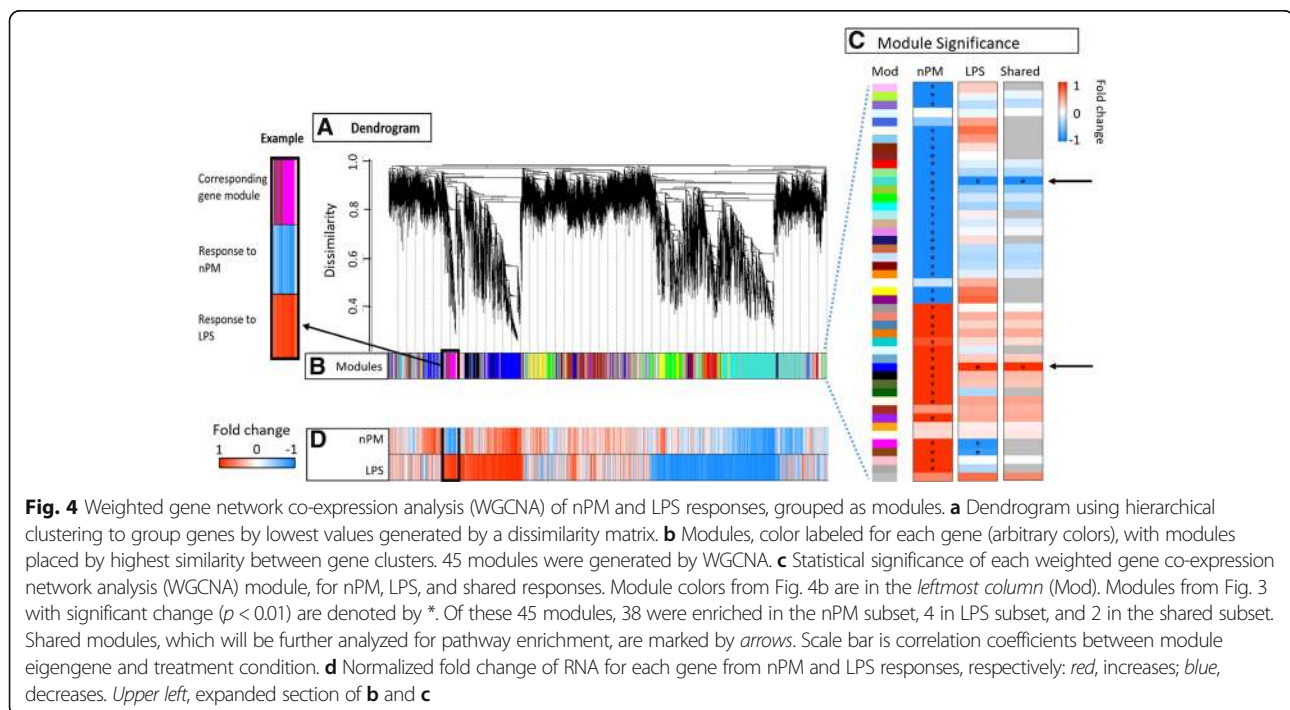 C Module Significance
Mod nPM LPS Shared
1
0
-1
Fold change
Example
A Dendrogram
Corresponding
gene module
Response to
nPM
Response to
LPS
Dissimilarity
1.0
0.8
0.6
0.4
B Modules
Fold change
1 0 -1
D nPM
LPS
Fig. 4 Weighted gene network co-expression analysis (WGCNA) of nPM and LPS responses, grouped as modules. a Dendrogram using hierarchical
clustering to group genes by lowest values generated by a dissimilarity matrix. b Modules, color labeled for each gene (arbitrary colors), with modules
placed by highest similarity between gene clusters. 45 modules were generated by WGCNA. c Statistical significance of each weighted gene co-expression
network analysis (WGCNA) module, for nPM, LPS, and shared responses. Module colors from Fig. 4b are in the leftmost column (Mod). Modules from Fig. 3
with significant change (p < 0.01) are denoted by *. Of these 45 modules, 38 were enriched in the nPM subset, 4 in LPS subset, and 2 in the shared subset.
Shared modules, which will be further analyzed for pathway enrichment, are marked by arrows. Scale bar is correlation coefficients between module
eigengene and treatment condition. d Normalized fold change of RNA for each gene from nPM and LPS responses, respectively: red, increases; blue,
decreases. Upper left, expanded section of b and c